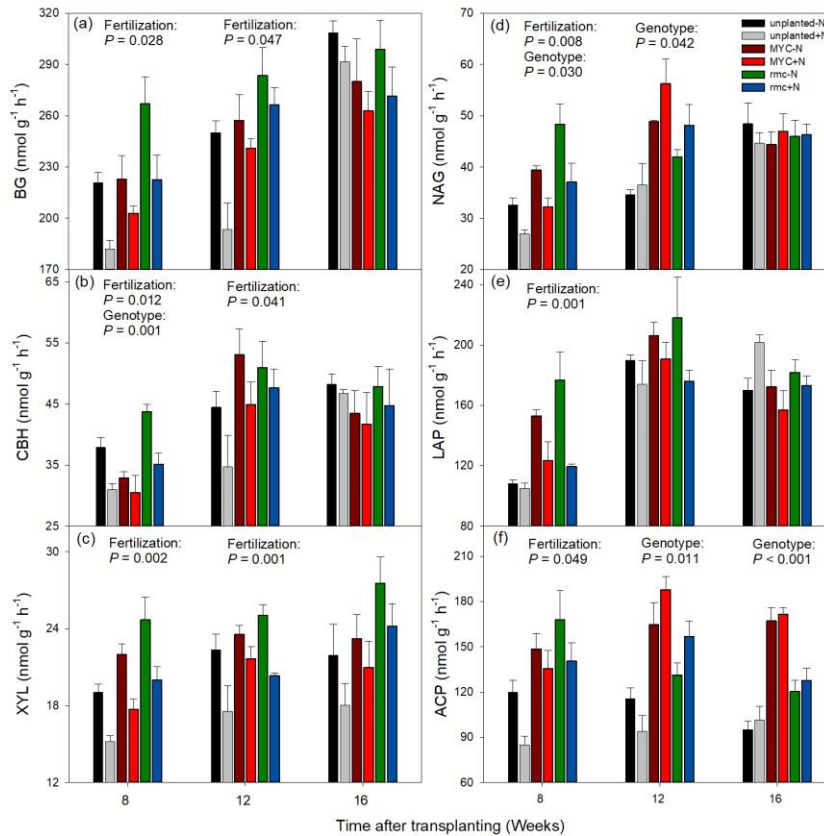 (a)
Fertilization:
P = 0.028
Fertilization:
P = 0.047
BG (nmol g⁻¹ h⁻¹)
320
290
260
230
200
170
(b)
Fertilization:
P = 0.012
Genotype:
P = 0.001
Fertilization:
P = 0.041
CBH (nmol g⁻¹ h⁻¹)
65
55
45
35
25
(c)
Fertilization:
P = 0.002
Fertilization:
P = 0.001
XYL (nmol g⁻¹ h⁻¹)
30
24
18
12
8
12
16
(d)
Fertilization:
P = 0.008
Genotype:
P = 0.030
Genotype:
P = 0.042
unplanted-N
unplanted+N
MYC-N
MYC+N
rmc-N
rmc+N
NAG (nmol g⁻¹ h⁻¹)
70
60
50
40
30
20
(e)
Fertilization:
P = 0.001
LAP (nmol g⁻¹ h⁻¹)
240
200
160
120
80
(f)
Fertilization:
P = 0.049
Genotype:
P = 0.011
Genotype:
P < 0.001
ACP (nmol g⁻¹ h⁻¹)
210
180
150
120
90
60
8
12
16
Time after transplanting (Weeks)